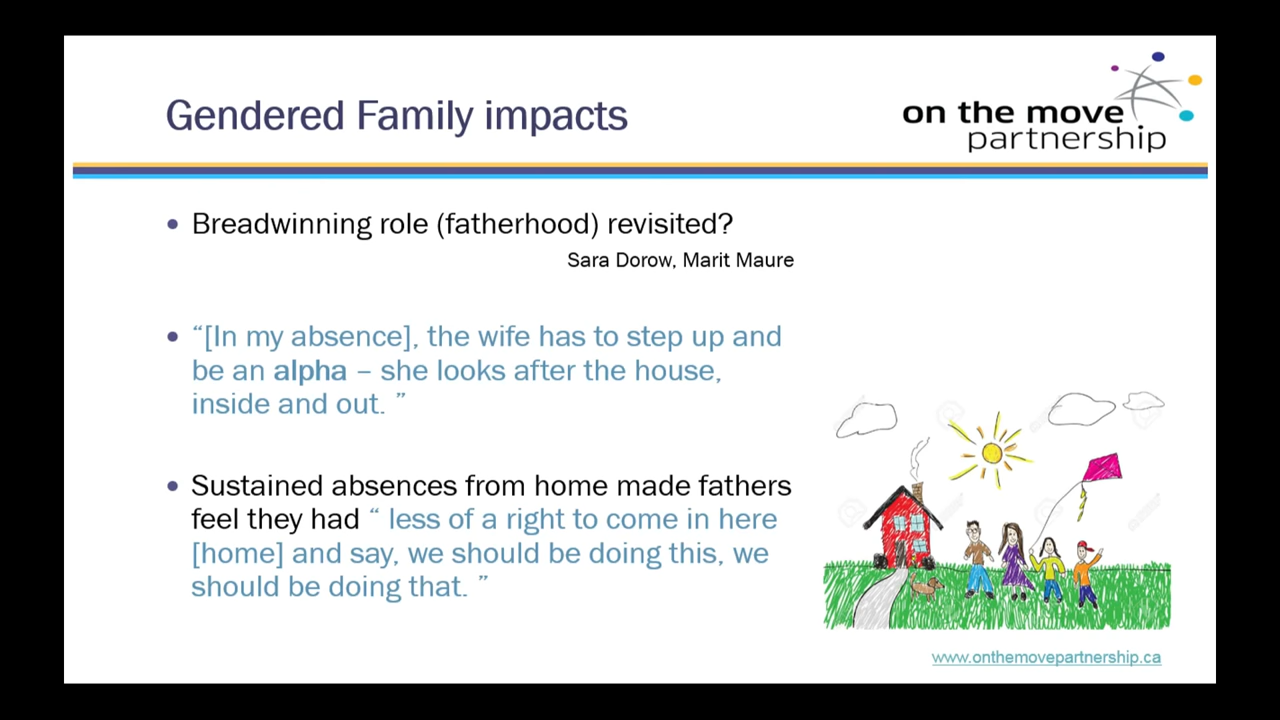 Gendered Family impacts
on the move
partnership
• Breadwinning role (fatherhood) revisited?
Sara Dorow, Marit Maure
• “[In my absence], the wife has to step up and
be an alpha – she looks after the house,
inside and out. ”
• Sustained absences from home made fathers
feel they had “ less of a right to come in here
[home] and say, we should be doing this, we
should be doing that. ”
www.onthemovepartnership.ca